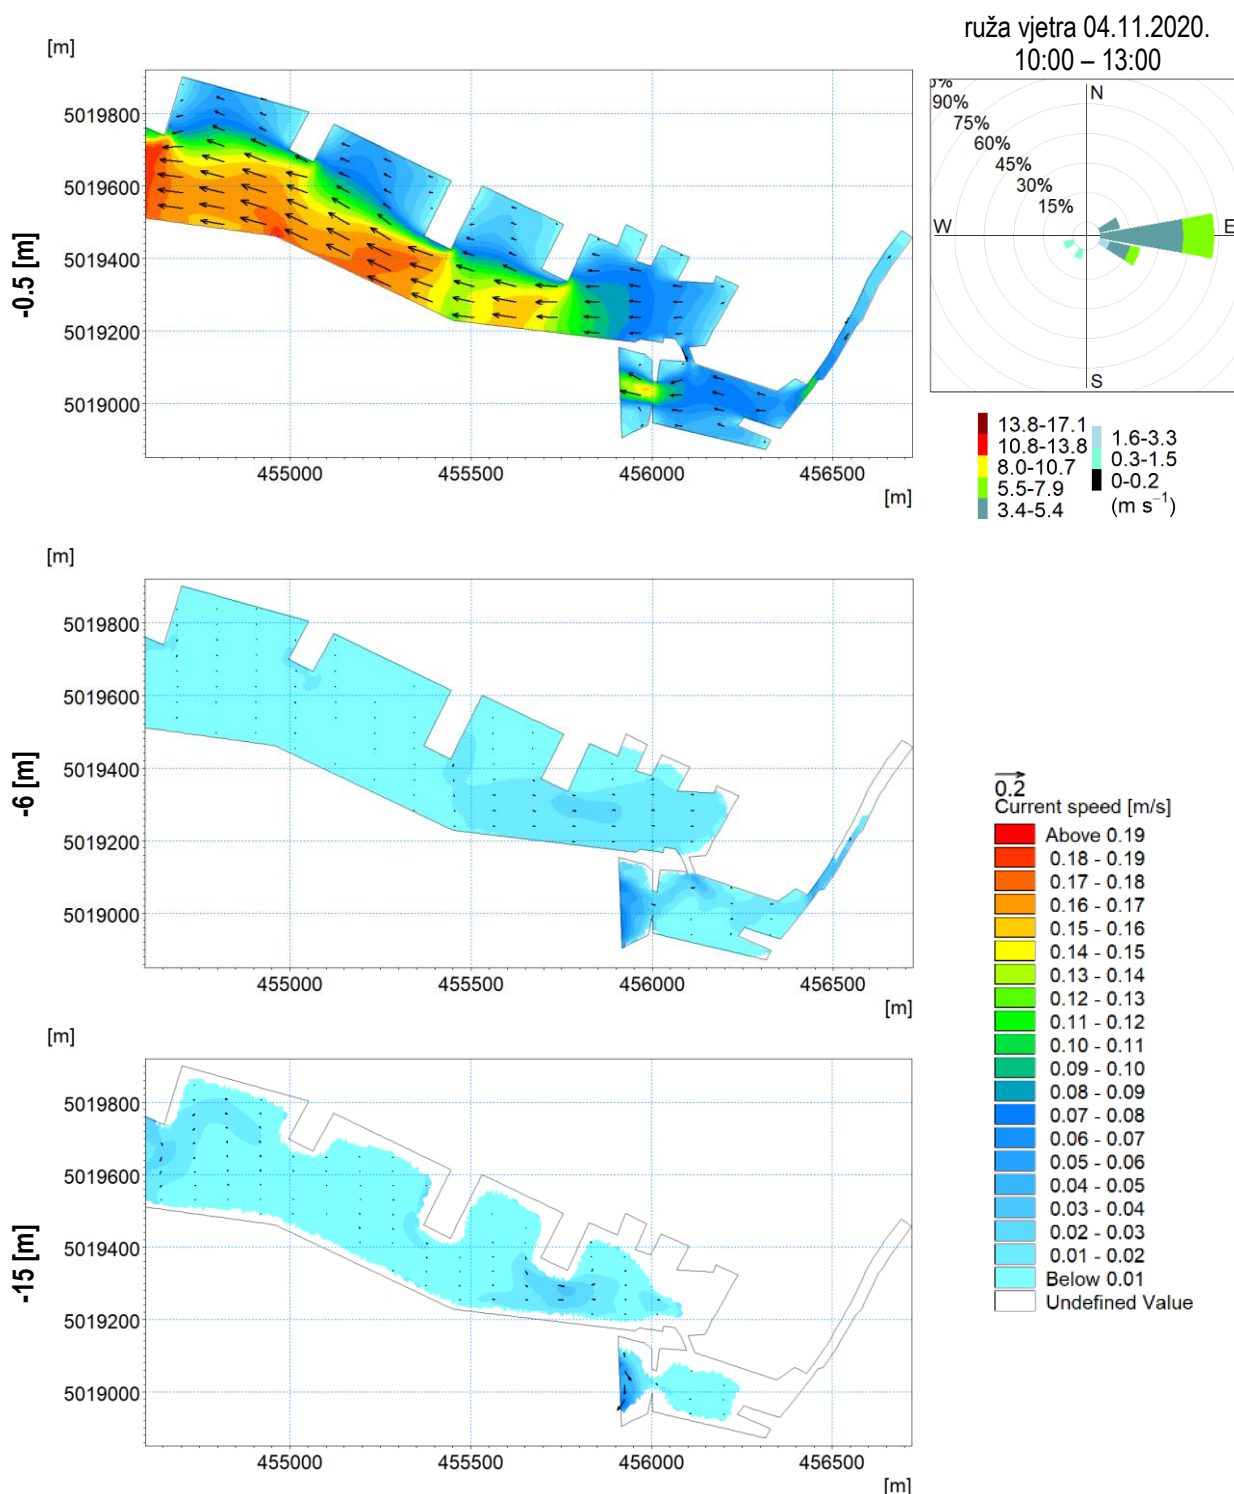 ruža vjetra 04.11.2020.
10:00 – 13:00
[m]
5019800
5019600
5019400
5019200
5019000
-0.5 [m]
455000
455500
456000
456500
[m]
0%
90%
75%
60%
45%
30%
15%
N
W
E
S
13.8-17.1
10.8-13.8
8.0-10.7
5.5-7.9
3.4-5.4
1.6-3.3
0.3-1.5
0-0.2
(m s⁻¹)
[m]
5019800
5019600
5019400
5019200
5019000
-6 [m]
455000
455500
456000
456500
[m]
[m]
5019800
5019600
5019400
5019200
5019000
-15 [m]
455000
455500
456000
456500
[m]
0.2
Current speed [m/s]
Above 0.19
0.18 - 0.19
0.17 - 0.18
0.16 - 0.17
0.15 - 0.16
0.14 - 0.15
0.13 - 0.14
0.12 - 0.13
0.11 - 0.12
0.10 - 0.11
0.09 - 0.10
0.08 - 0.09
0.07 - 0.08
0.06 - 0.07
0.05 - 0.06
0.04 - 0.05
0.03 - 0.04
0.02 - 0.03
0.01 - 0.02
Below 0.01
Undefined Value